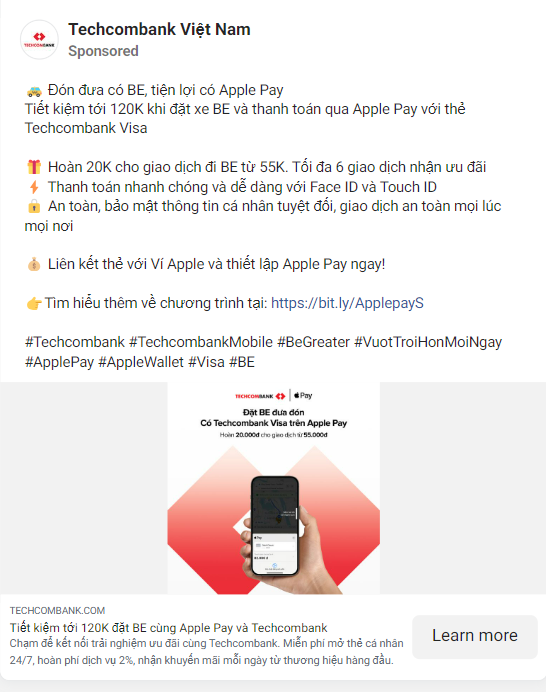 Techcombank Việt Nam
Sponsored
🚕 Đón đưa có BE, tiện lợi có Apple Pay
Tiết kiệm tới 120K khi đặt xe BE và thanh toán qua Apple Pay với thẻ
Techcombank Visa
🎁 Hoàn 20K cho giao dịch đi BE từ 55K. Tối đa 6 giao dịch nhận ưu đãi
⚡ Thanh toán nhanh chóng và dễ dàng với Face ID và Touch ID
🔒 An toàn, bảo mật thông tin cá nhân tuyệt đối, giao dịch an toàn mọi lúc
mọi nơi
💰 Liên kết thẻ với Ví Apple và thiết lập Apple Pay ngay!
👉 Tìm hiểu thêm về chương trình tại: https://bit.ly/ApplepayS
#Techcombank #TechcombankMobile #BeGreater #VuotTroiHonMoiNgay
#ApplePay #AppleWallet #Visa #BE
TECHCOMBANK | Pay
Đặt BE đưa đón
Có Techcombank Visa trên Apple Pay
Hoàn 20.000đ cho giao dịch từ 55.000đ
Pay
TECHCOMBANK.COM
Tiết kiệm tới 120K đặt BE cùng Apple Pay và Techcombank
Chạm để kết nối trải nghiệm ưu đãi cùng Techcombank. Miễn phí mở thẻ cá nhân
24/7, hoàn phí dịch vụ 2%, nhận khuyến mãi mỗi ngày từ thương hiệu hàng đầu.
Learn more